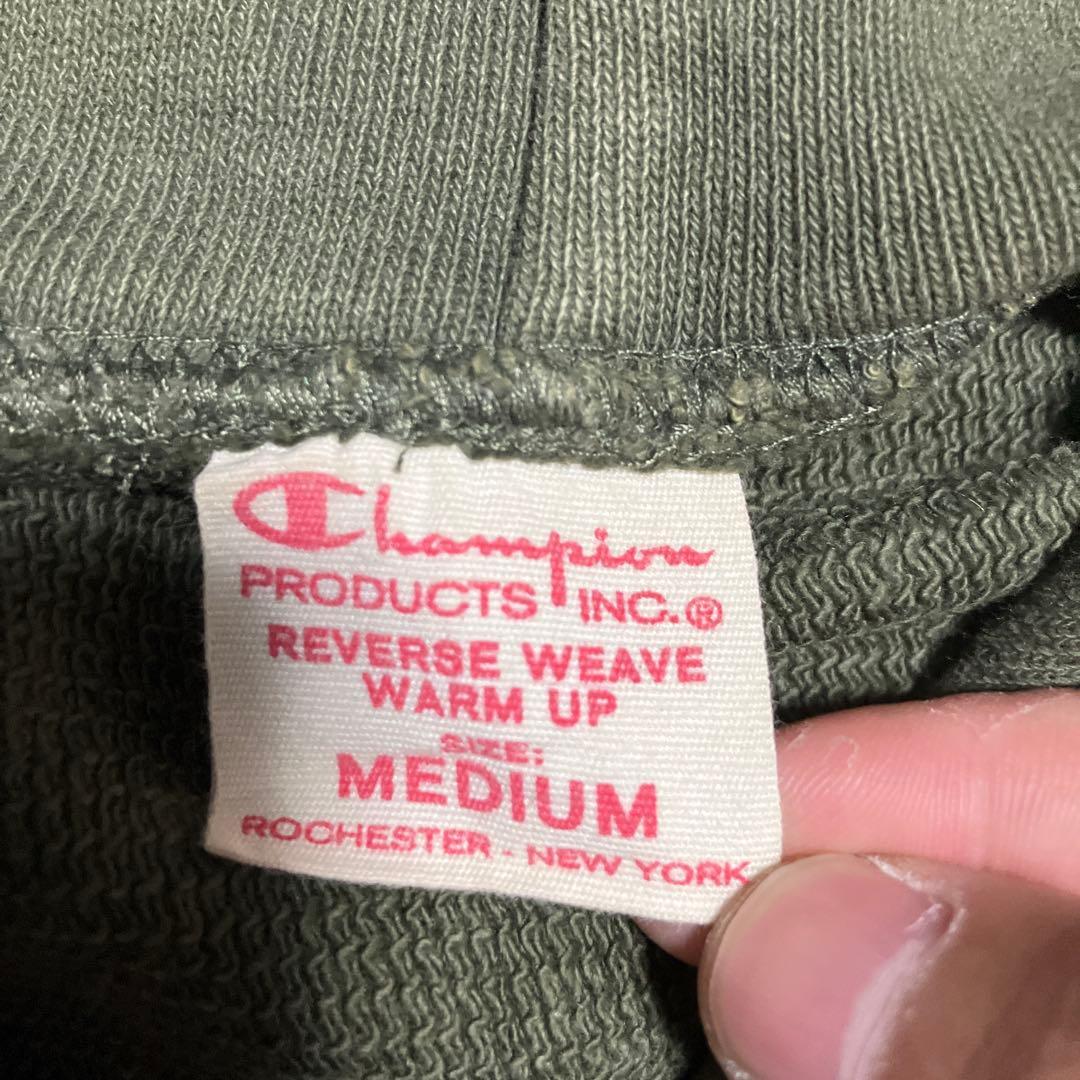 Champion
PRODUCTS INC.®
REVERSE WEAVE
WARM UP
SIZE:
MEDIUM
ROCHESTER - NEW YORK